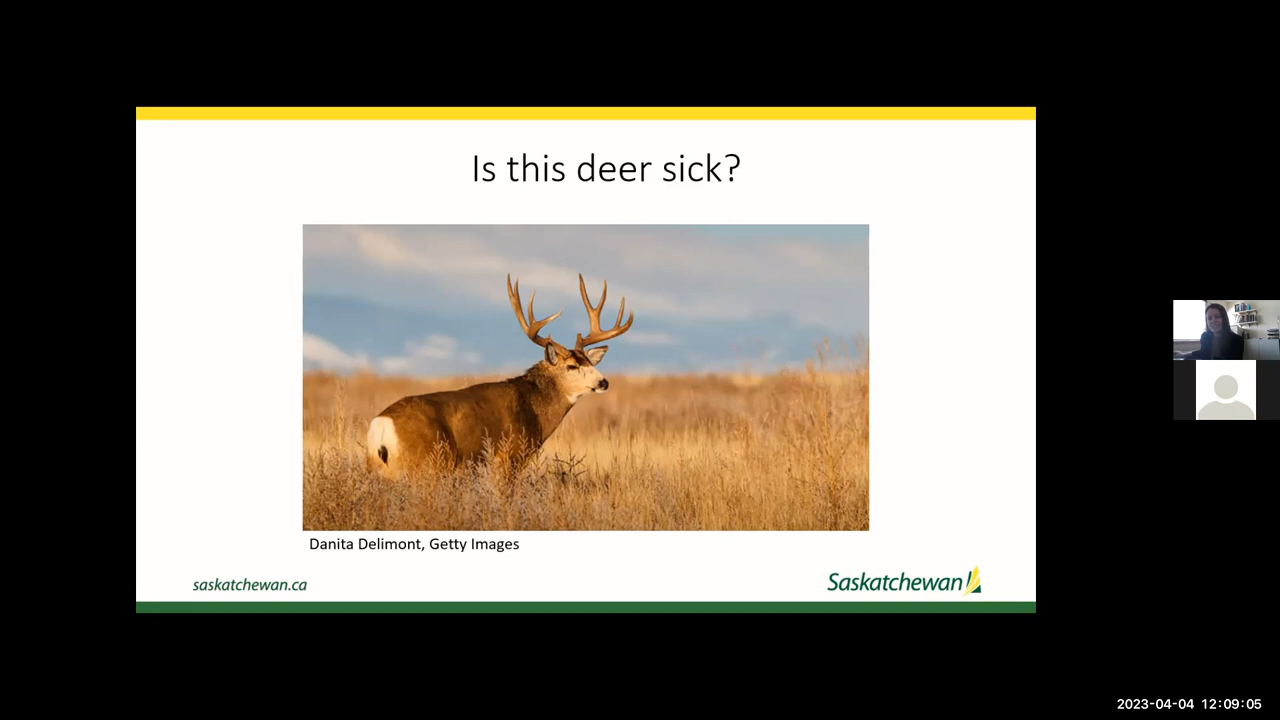 Is this deer sick?
Danita Delimont, Getty Images
saskatchewan.ca
Saskatchewan
2023-04-04 12:09:05